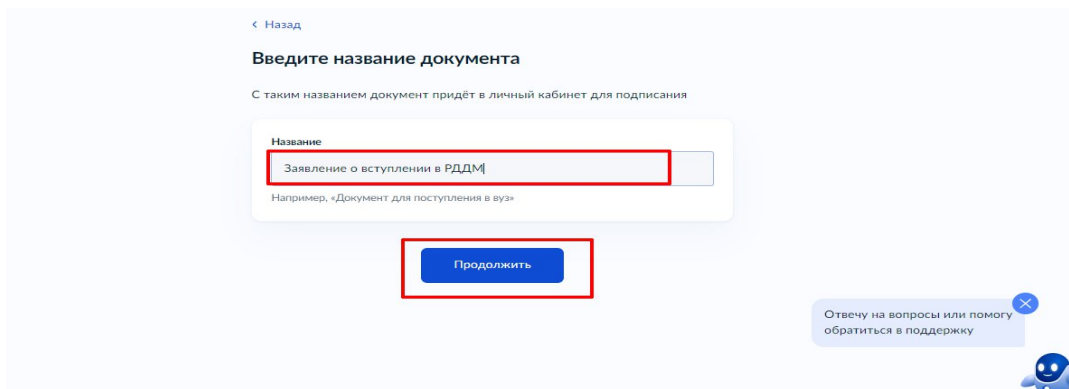 Назад
Введите название документа
С таким названием документ придёт в личный кабинет для подписания
Название
Заявление о вступлении в РДДМ
Например, «Документ для поступления в вуз»
Продолжить
Отвечу на вопросы или помогу
обратиться в поддержку